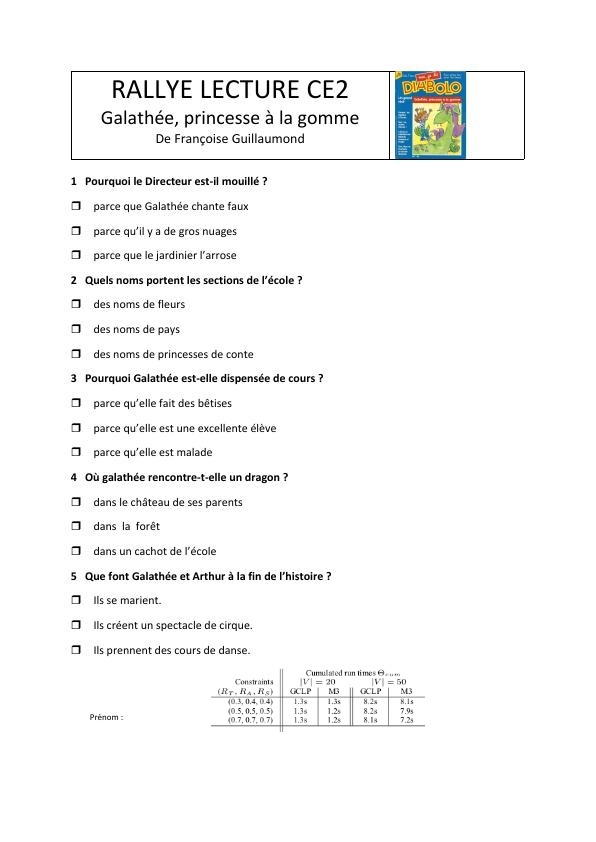 RALLYE LECTURE CE2
Galathée, princesse à la gomme
De Françoise Guillaumond
DIABOLO
Galathée, princesse à la gomme
1 Pourquoi le Directeur est-il mouillé ?
❒ parce que Galathée chante faux
❒ parce qu’il y a de gros nuages
❒ parce que le jardinier l’arrose
2 Quels noms portent les sections de l’école ?
❒ des noms de fleurs
❒ des noms de pays
❒ des noms de princesses de conte
3 Pourquoi Galathée est-elle dispensée de cours ?
❒ parce qu’elle fait des bêtises
❒ parce qu’elle est une excellente élève
❒ parce qu’elle est malade
4 Où galathée rencontre-t-elle un dragon ?
❒ dans le château de ses parents
❒ dans la forêt
❒ dans un cachot de l’école
5 Que font Galathée et Arthur à la fin de l’histoire ?
❒ Ils se marient.
❒ Ils créent un spectacle de cirque.
❒ Ils prennent des cours de danse.
Cumulated run times Θcum
Constraints |V| = 20 |V| = 50
(RT, RA, RS) GCLP M3 GCLP M3
(0.3, 0.4, 0.4) 1.3s 1.3s 8.2s 8.1s
(0.5, 0.5, 0.5) 1.3s 1.2s 8.2s 7.9s
(0.7, 0.7, 0.7) 1.3s 1.2s 8.1s 7.2s
Prénom :